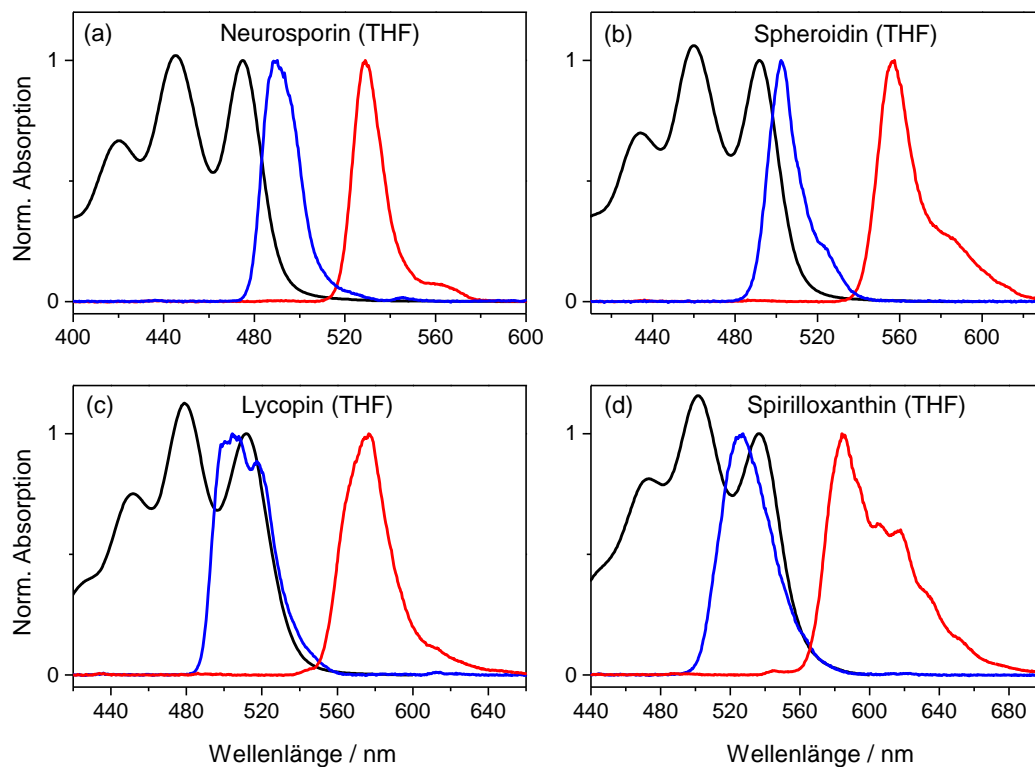 (a) Neurosporin (THF)
(b) Spheroidin (THF)
Norm. Absorption
1
0
400 440 480 520 560 600
1
0
440 480 520 560 600
(c) Lycopin (THF)
(d) Spirilloxanthin (THF)
Norm. Absorption
1
0
440 480 520 560 600 640
1
0
440 480 520 560 600 640 680
Wellenlänge / nm
Wellenlänge / nm